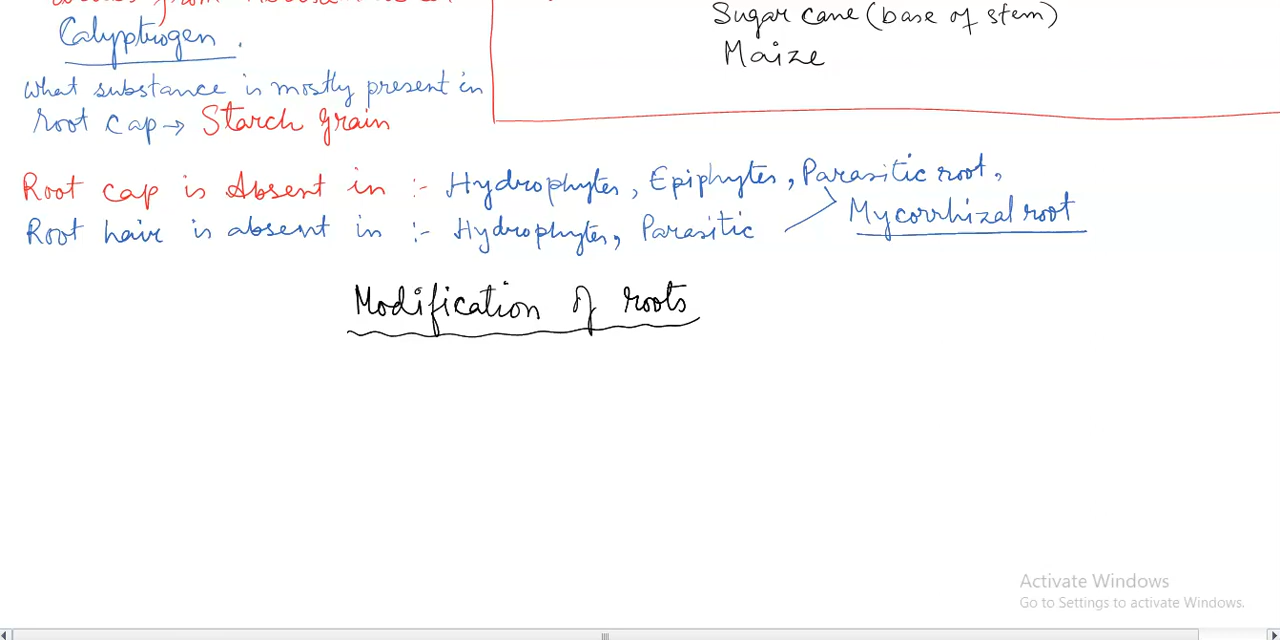 Calyptrogen.
What substance is mostly present in
root cap → Starch grain
Sugar cane (base of stem)
Maize
Root cap is Absent in :- Hydrophytes, Epiphytes, Parasitic root,
Mycorrhizal root
Root hair is absent in :- Hydrophytes, Parasitic
Modification of roots
Activate Windows
Go to Settings to activate Windows.